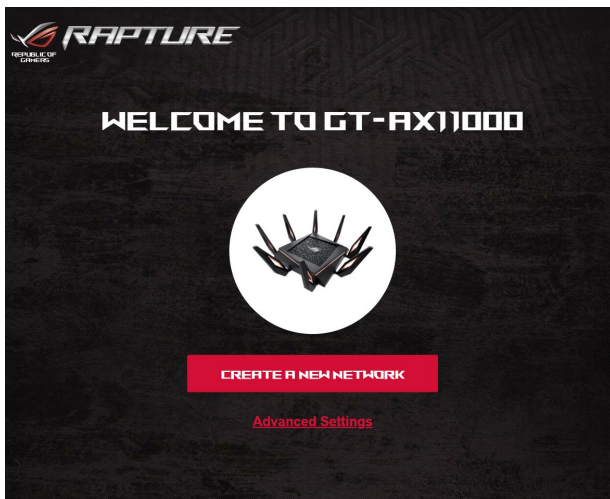 RAPTURE
REPUBLIC OF
GAMERS
WELCOME TO GT-AX11000
CREATE A NEW NETWORK
Advanced Settings